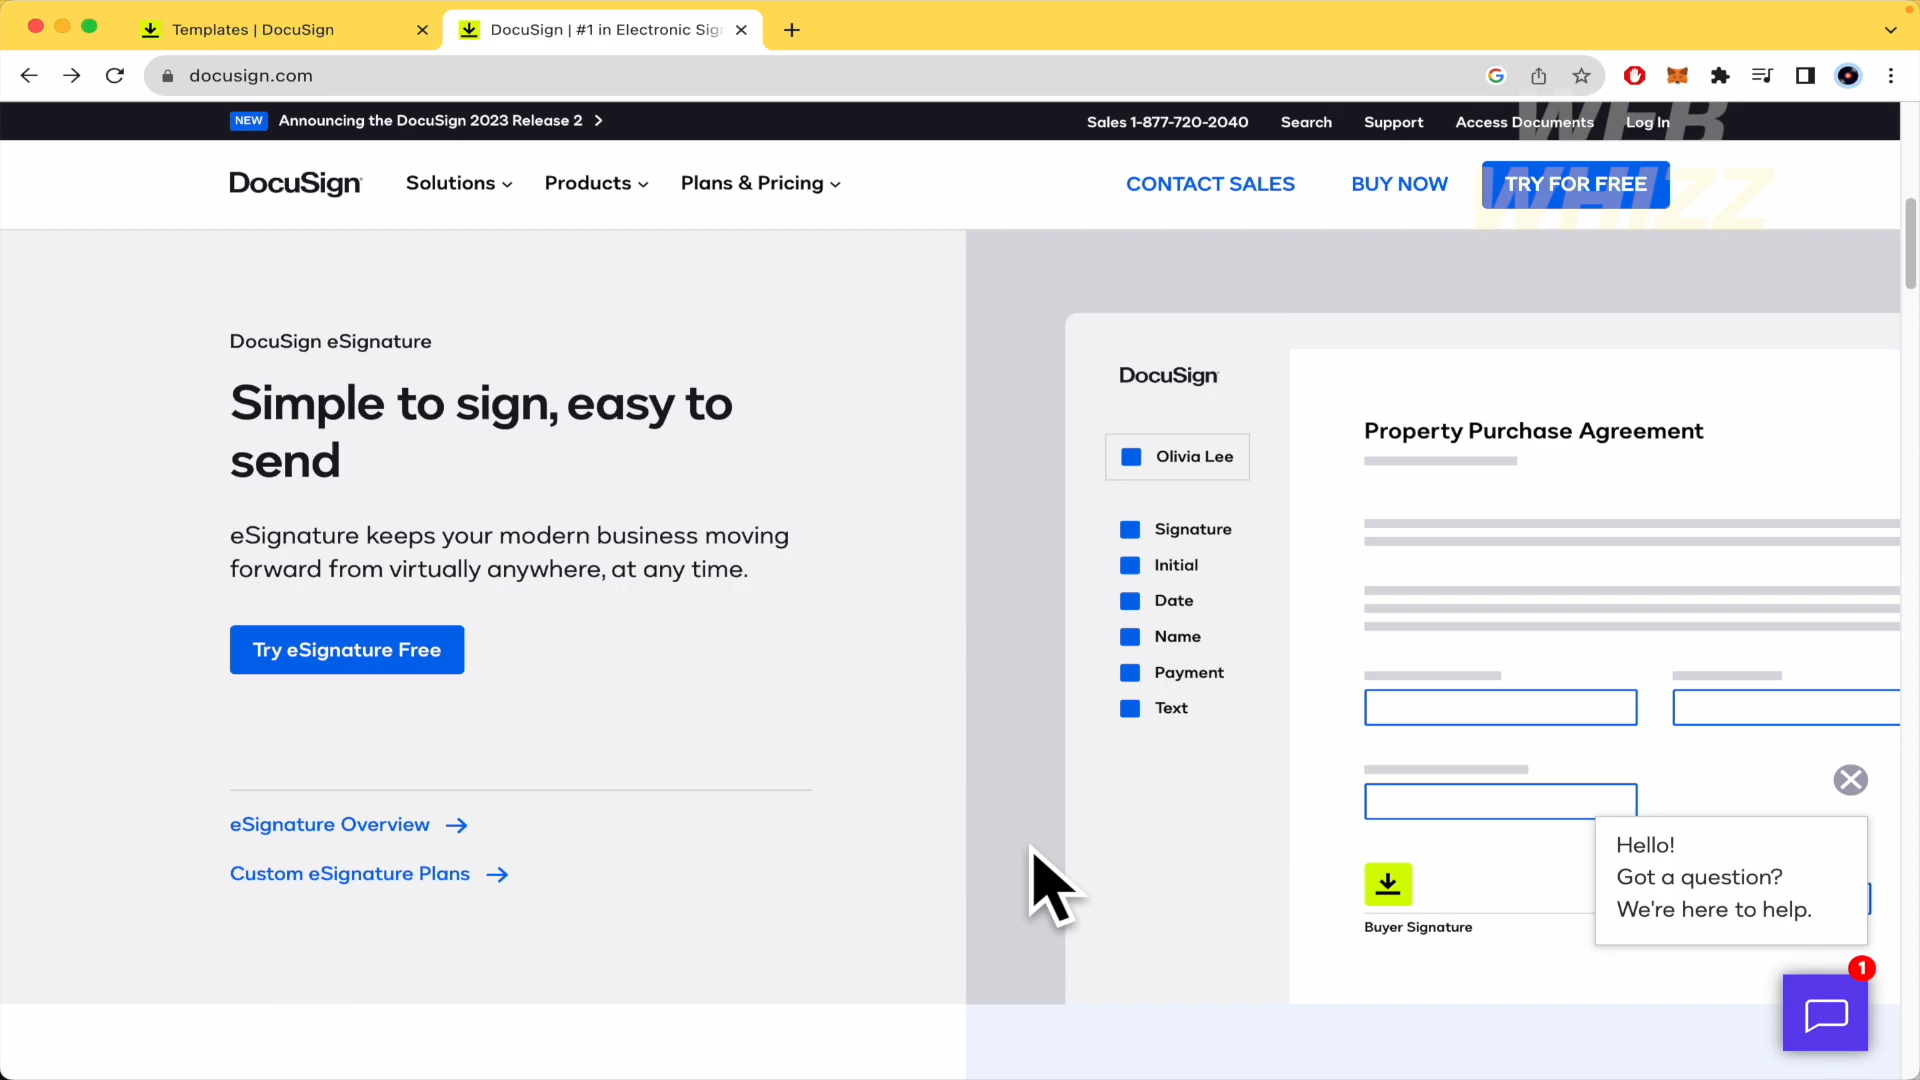 Templates | DocuSign
DocuSign | #1 in Electronic Sig
docusign.com
NEW Announcing the DocuSign 2023 Release 2
Sales 1-877-720-2040 Search Support Access Documents Log In
WEB
WHIZZ
DocuSign Solutions Products Plans & Pricing CONTACT SALES BUY NOW TRY FOR FREE
DocuSign eSignature
Simple to sign, easy to
send
eSignature keeps your modern business moving
forward from virtually anywhere, at any time.
Try eSignature Free
eSignature Overview
Custom eSignature Plans
DocuSign
Olivia Lee
Signature
Initial
Date
Name
Payment
Text
Property Purchase Agreement
Buyer Signature
Hello!
Got a question?
We're here to help.
1